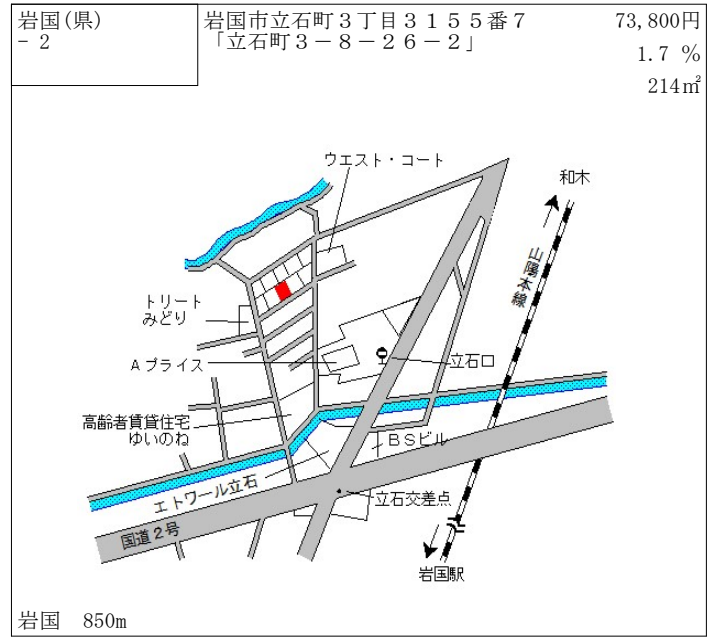 岩国(県)
- 2
岩国市立石町３丁目３１５５番７
「立石町３－８－２６－２」
73,800円
1.7 %
214㎡
ウエスト・コート
和木
山陽本線
トリート
みどり
Ａプライス
立石口
高齢者賃貸住宅
ゆいのね
ＢＳビル
エトワール立石
立石交差点
国道２号
岩国駅
岩国　850m